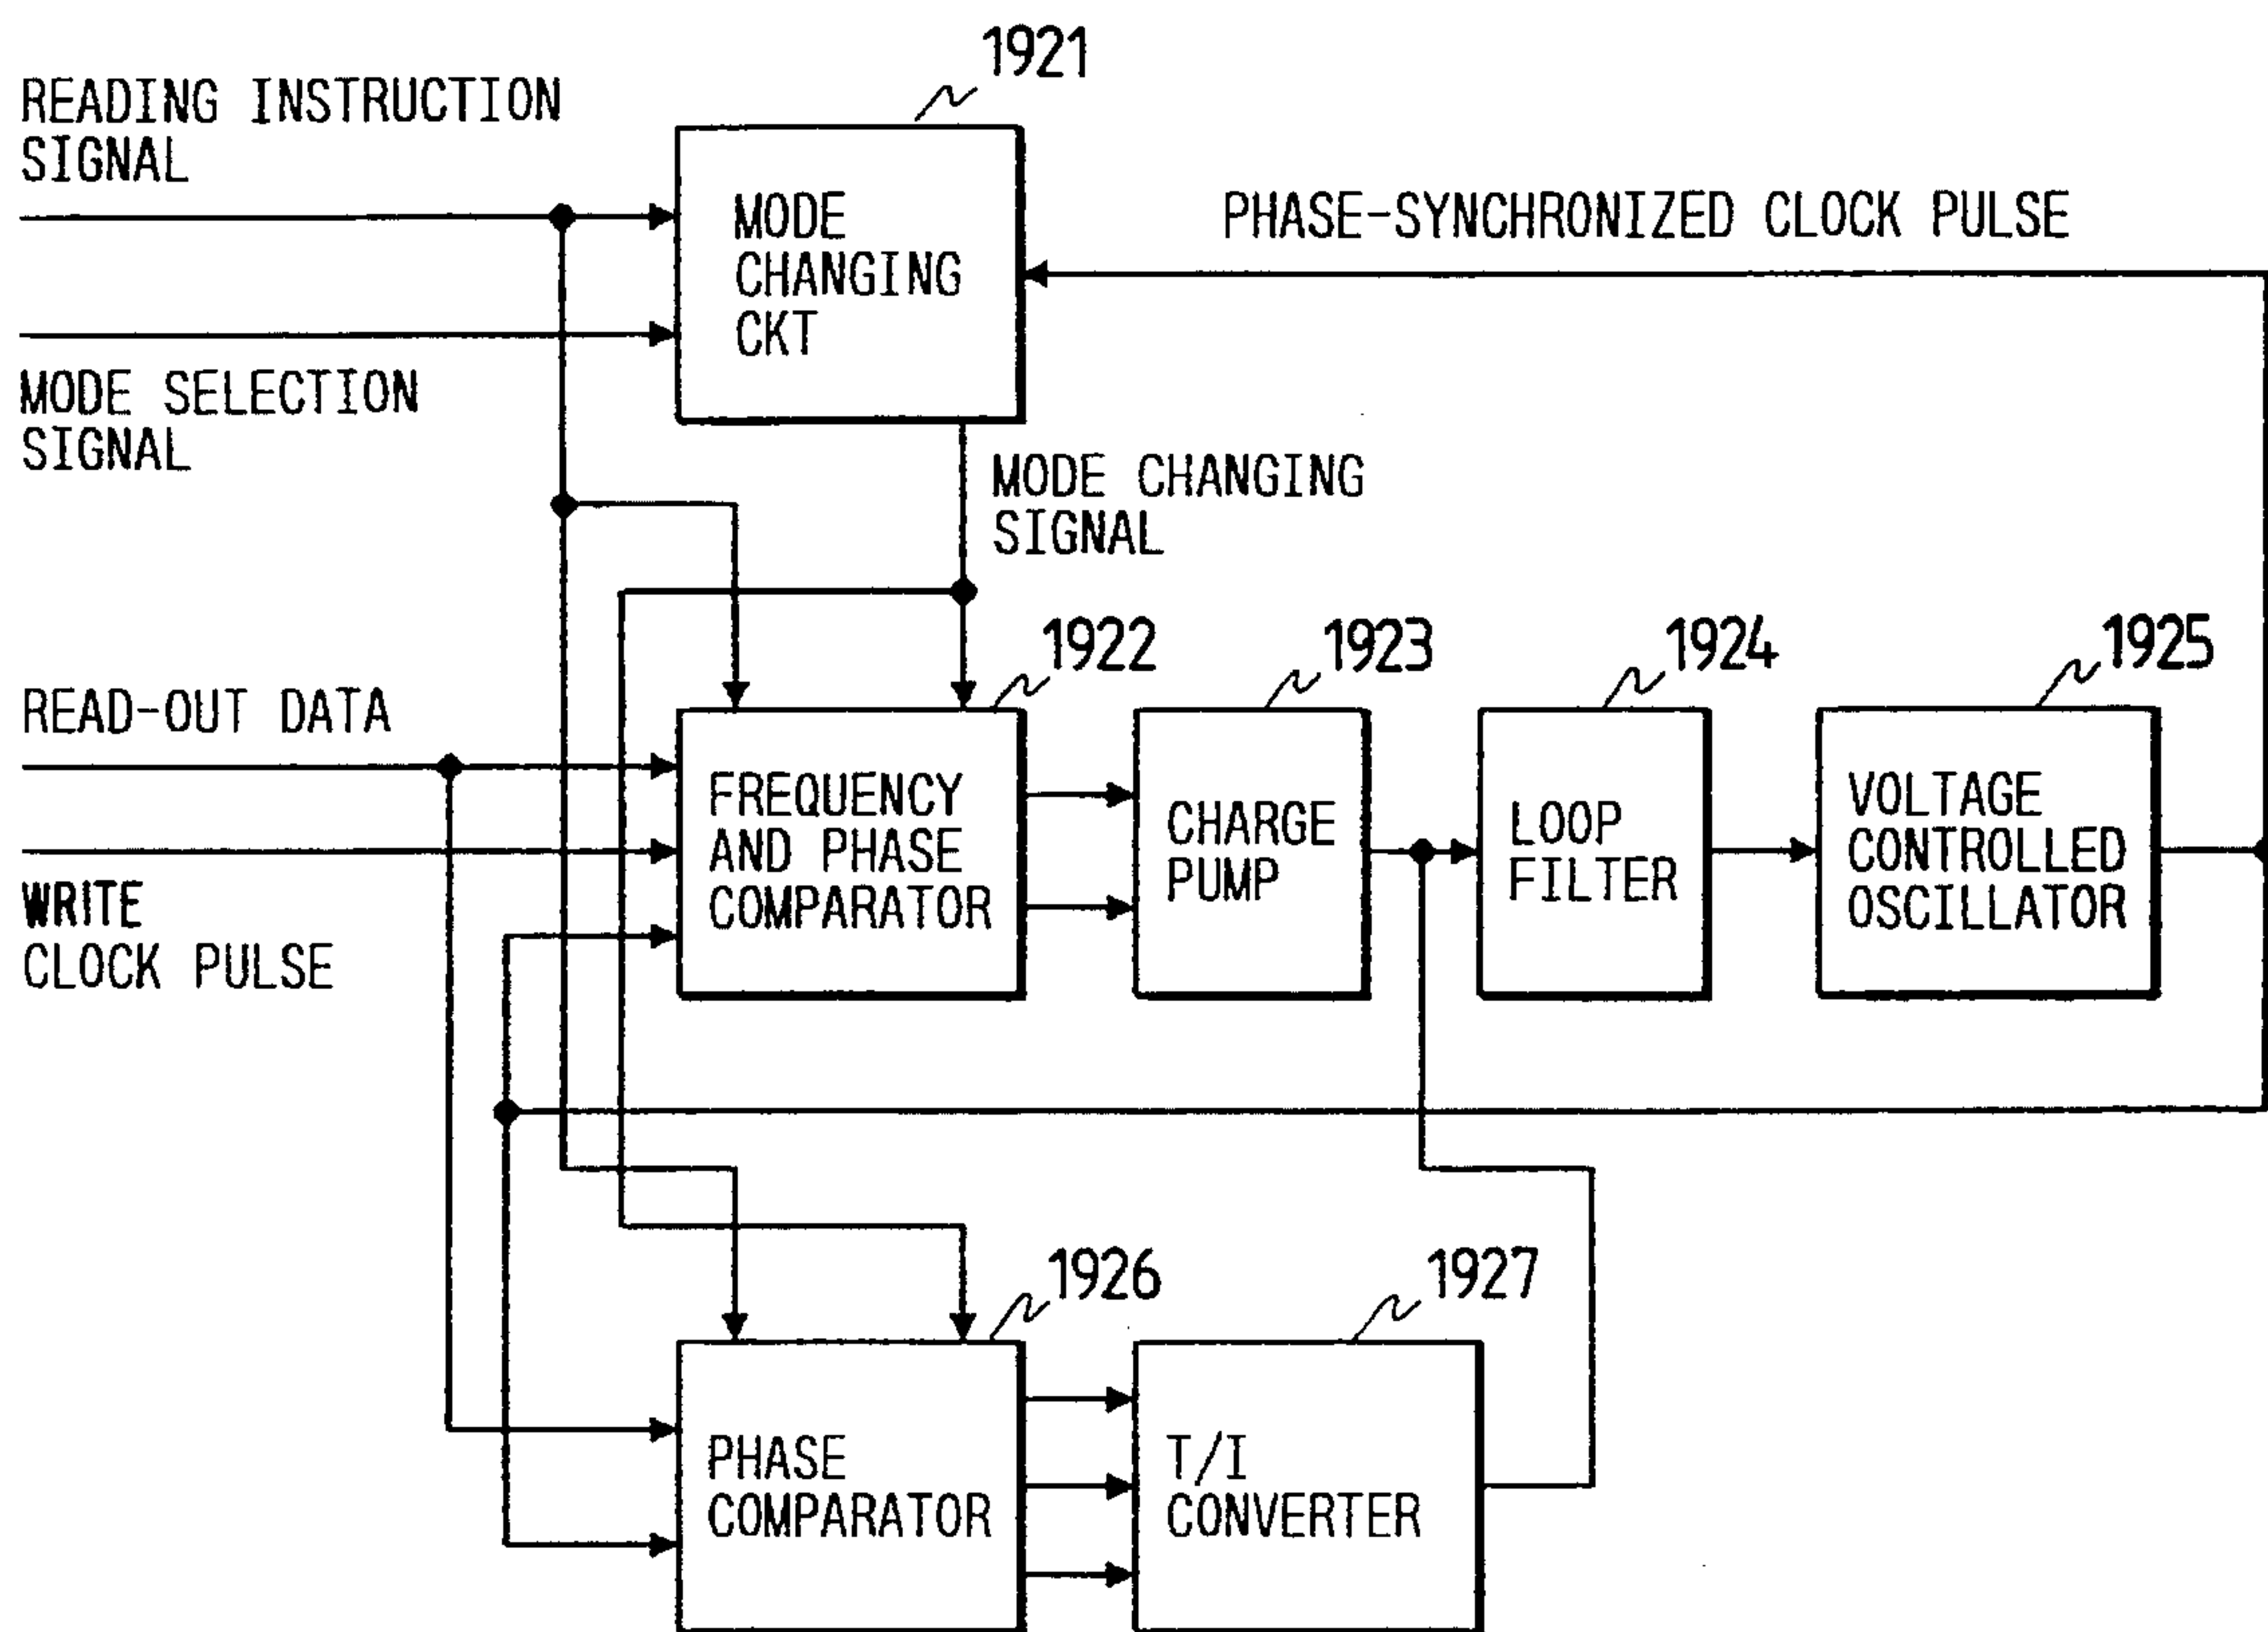 1921
READING INSTRUCTION
SIGNAL
MODE
CHANGING
CKT
PHASE-SYNCHRONIZED CLOCK PULSE
MODE SELECTION
SIGNAL
MODE CHANGING
SIGNAL
1922
1923
1924
1925
READ-OUT DATA
FREQUENCY
AND PHASE
COMPARATOR
CHARGE
PUMP
LOOP
FILTER
VOLTAGE
CONTROLLED
OSCILLATOR
WRITE
CLOCK PULSE
1926
1927
PHASE
COMPARATOR
T/I
CONVERTER